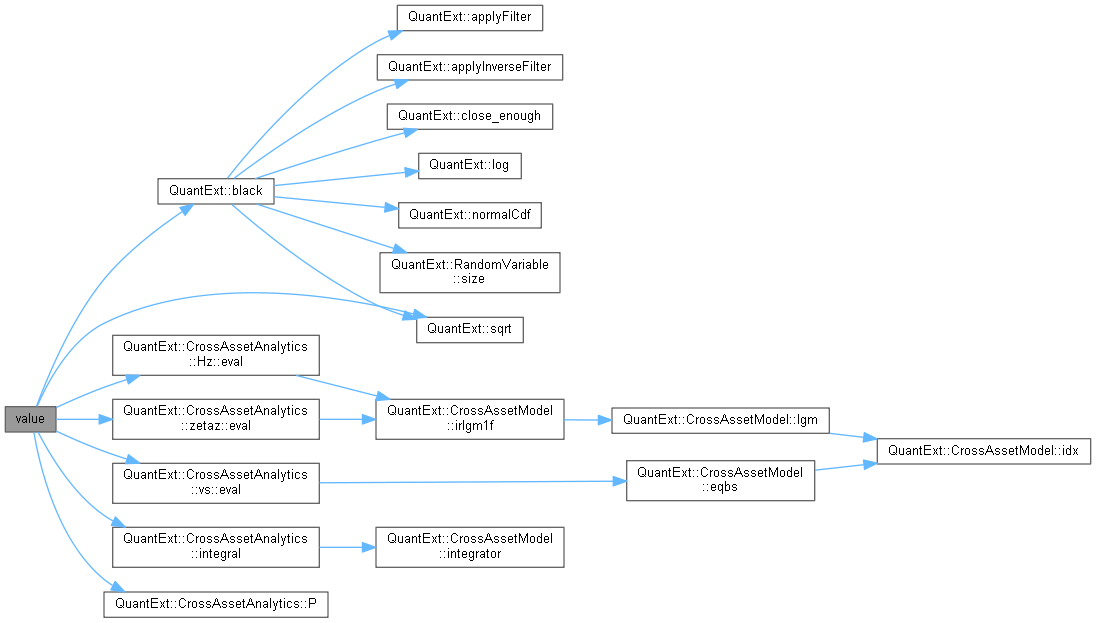 QuantExt::applyFilter
QuantExt::applyInverseFilter
QuantExt::close_enough
QuantExt::log
QuantExt::black
QuantExt::normalCdf
QuantExt::RandomVariable
::size
QuantExt::sqrt
QuantExt::CrossAssetAnalytics
::Hz::eval
value
QuantExt::CrossAssetAnalytics
::zetaz::eval
QuantExt::CrossAssetModel
::irlgm1f
QuantExt::CrossAssetModel::lgm
QuantExt::CrossAssetModel::idx
QuantExt::CrossAssetAnalytics
::vs::eval
QuantExt::CrossAssetModel
::eqbs
QuantExt::CrossAssetAnalytics
::integral
QuantExt::CrossAssetModel
::integrator
QuantExt::CrossAssetAnalytics::P